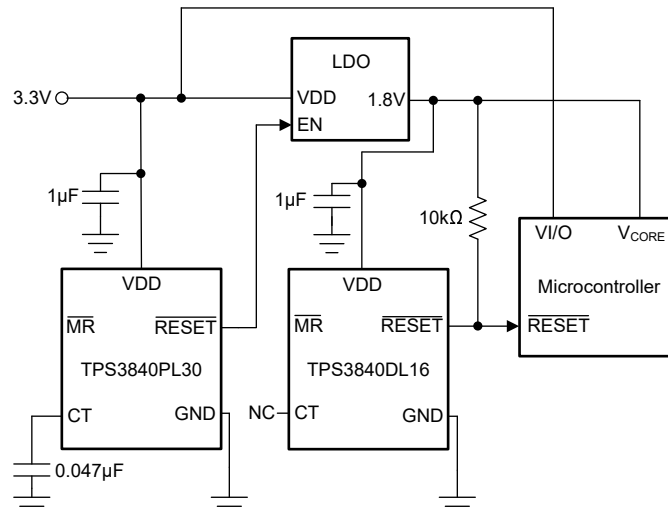 LDO
3.3V
VDD
1.8V
EN
1µF
1µF
10kΩ
VI/O
VCORE
VDD
VDD
Microcontroller
MR
RESET
MR
RESET
RESET
TPS3840PL30
TPS3840DL16
CT
GND
NC
CT
GND
0.047µF